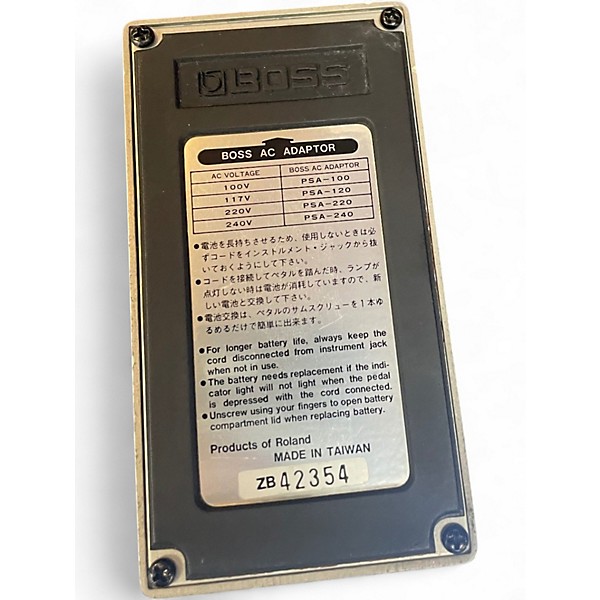 BOSS
BOSS AC ADAPTOR
AC VOLTAGE BOSS AC ADAPTOR
100V PSA-100
117V PSA-120
220V PSA-220
240V PSA-240
●電池を長持ちさせるため、使用しないときは必
ずコードをインストルメント・ジャックから抜
いておくようにして下さい。
●コードを接続してペダルを踏んだ時、ランプが
点灯しない時は電池が消耗していますので、新
しい電池と交換して下さい。
●電池交換は、ペダルのサムスクリューを1本ゆ
るめるだけで簡単に出来ます。
●For longer battery life, always keep the
cord disconnected from instrument jack
when not in use.
●The battery needs replacement if the indi-
cator light will not light when the pedal
is depressed with the cord connected.
●Unscrew using your fingers to open battery
compartment lid when replacing battery.
Products of Roland
MADE IN TAIWAN
ZB 42354